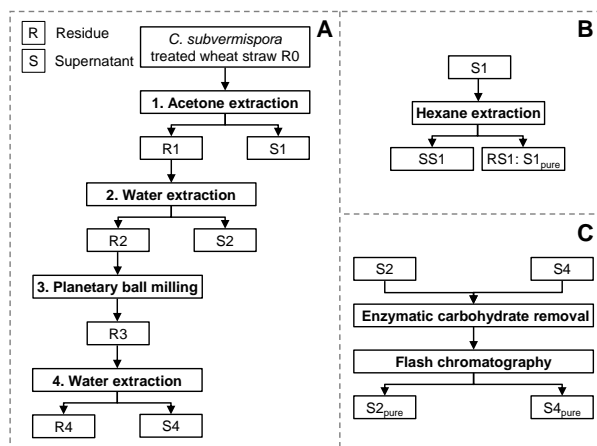 A
R Residue
S Supernatant
C. subvermispora
treated wheat straw R0
1. Acetone extraction
R1 S1
2. Water extraction
R2 S2
3. Planetary ball milling
R3
4. Water extraction
R4 S4
B
S1
Hexane extraction
SS1 RS1: S1pure
C
S2 S4
Enzymatic carbohydrate removal
Flash chromatography
S2pure S4pure